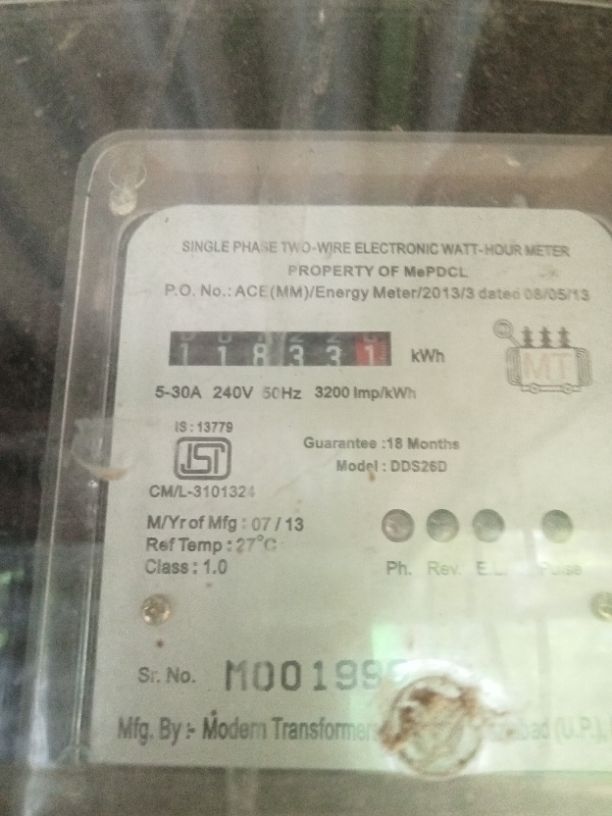 SINGLE PHASE TWO-WIRE ELECTRONIC WATT-HOUR METER
PROPERTY OF MePDCL
P.O. No.: ACE(MM)/Energy Meter/2013/3 dated 08/05/13
118331 kWh
MT
5-30A 240V 50Hz 3200 Imp/kWh
IS : 13779
Guarantee :18 Months
Model : DDS26D
CM/L-3101324
M/Yr of Mfg : 07 / 13
Ref Temp : 27°C
Class : 1.0
Ph. Rev. E.L. Pulse
Sr. No.
Mfg. By :- Modern Transformers (U.P.),